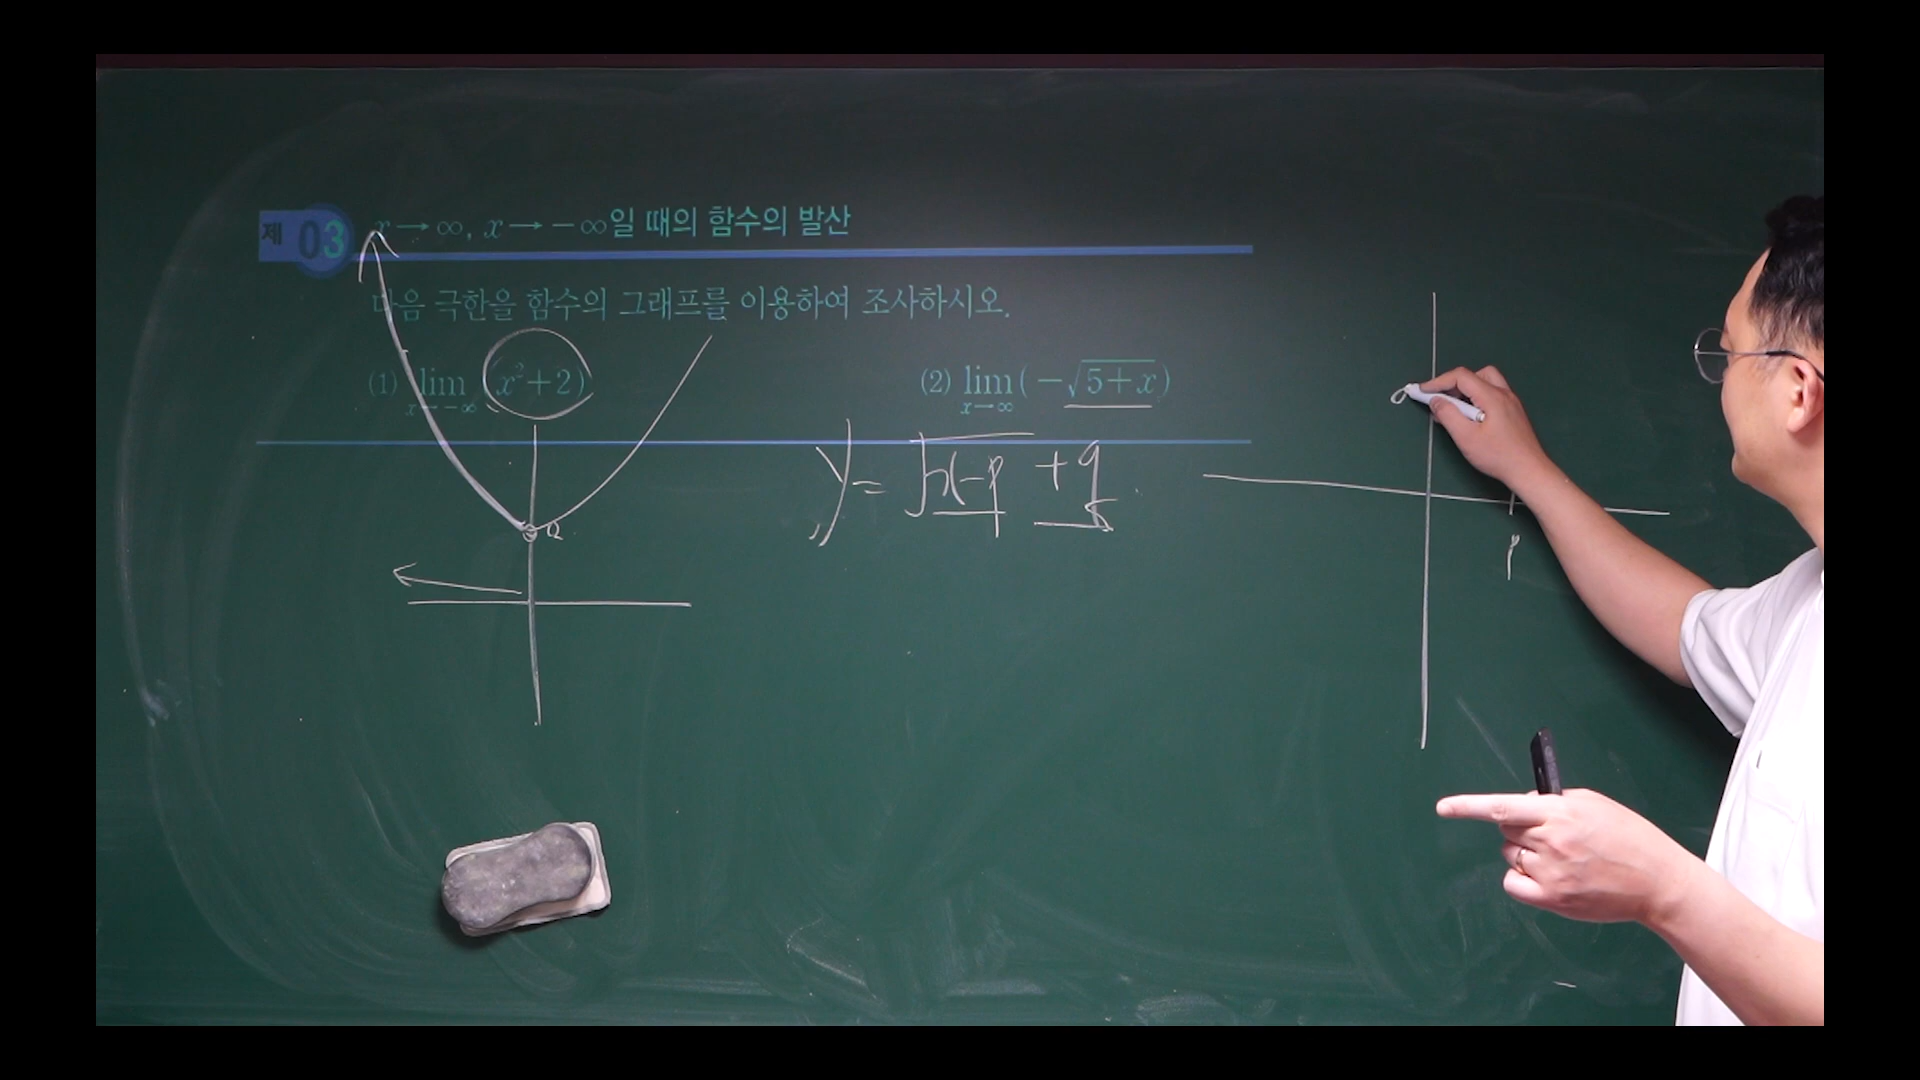 제 03 x→∞, x→-∞일 때의 함수의 발산
다음 극한을 함수의 그래프를 이용하여 조사하시오.
(1) lim x→-∞ (x²+2)
(2) lim x→∞ (-√5+x)
y=√x-p +q
2
p